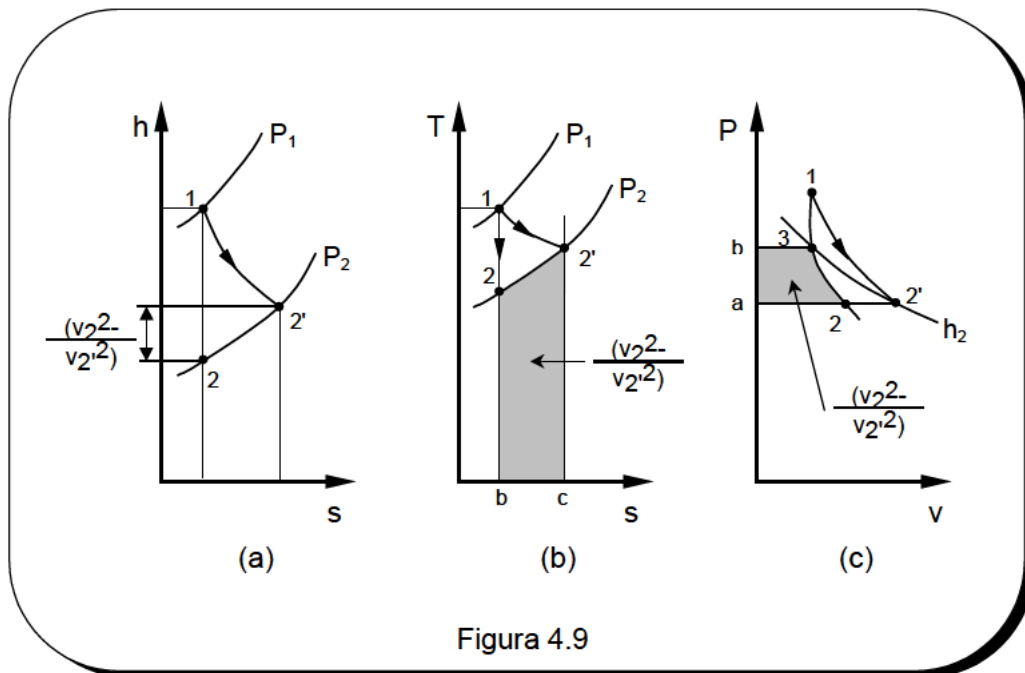 h
P₁
1
P₂
2'
2
(v₂²-
v₂'²)
s
(a)
T
P₁
1
P₂
2
2'
(v₂²-
v₂'²)
b
c
s
(b)
P
1
b
3
a
2
2'
h₂
(v₂²-
v₂'²)
v
(c)
Figura 4.9